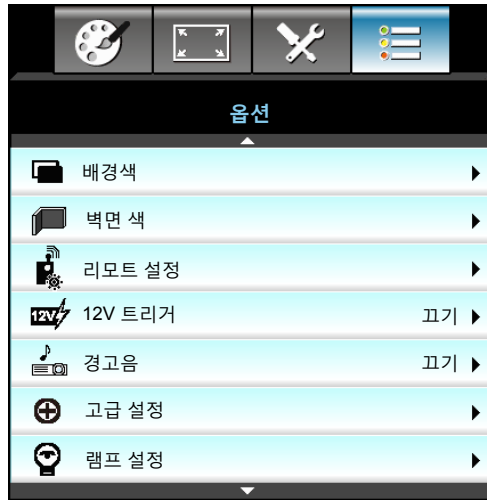 옵션
배경색
벽면 색
리모트 설정
12V 12V 트리거 끄기
경고음 끄기
고급 설정
램프 설정